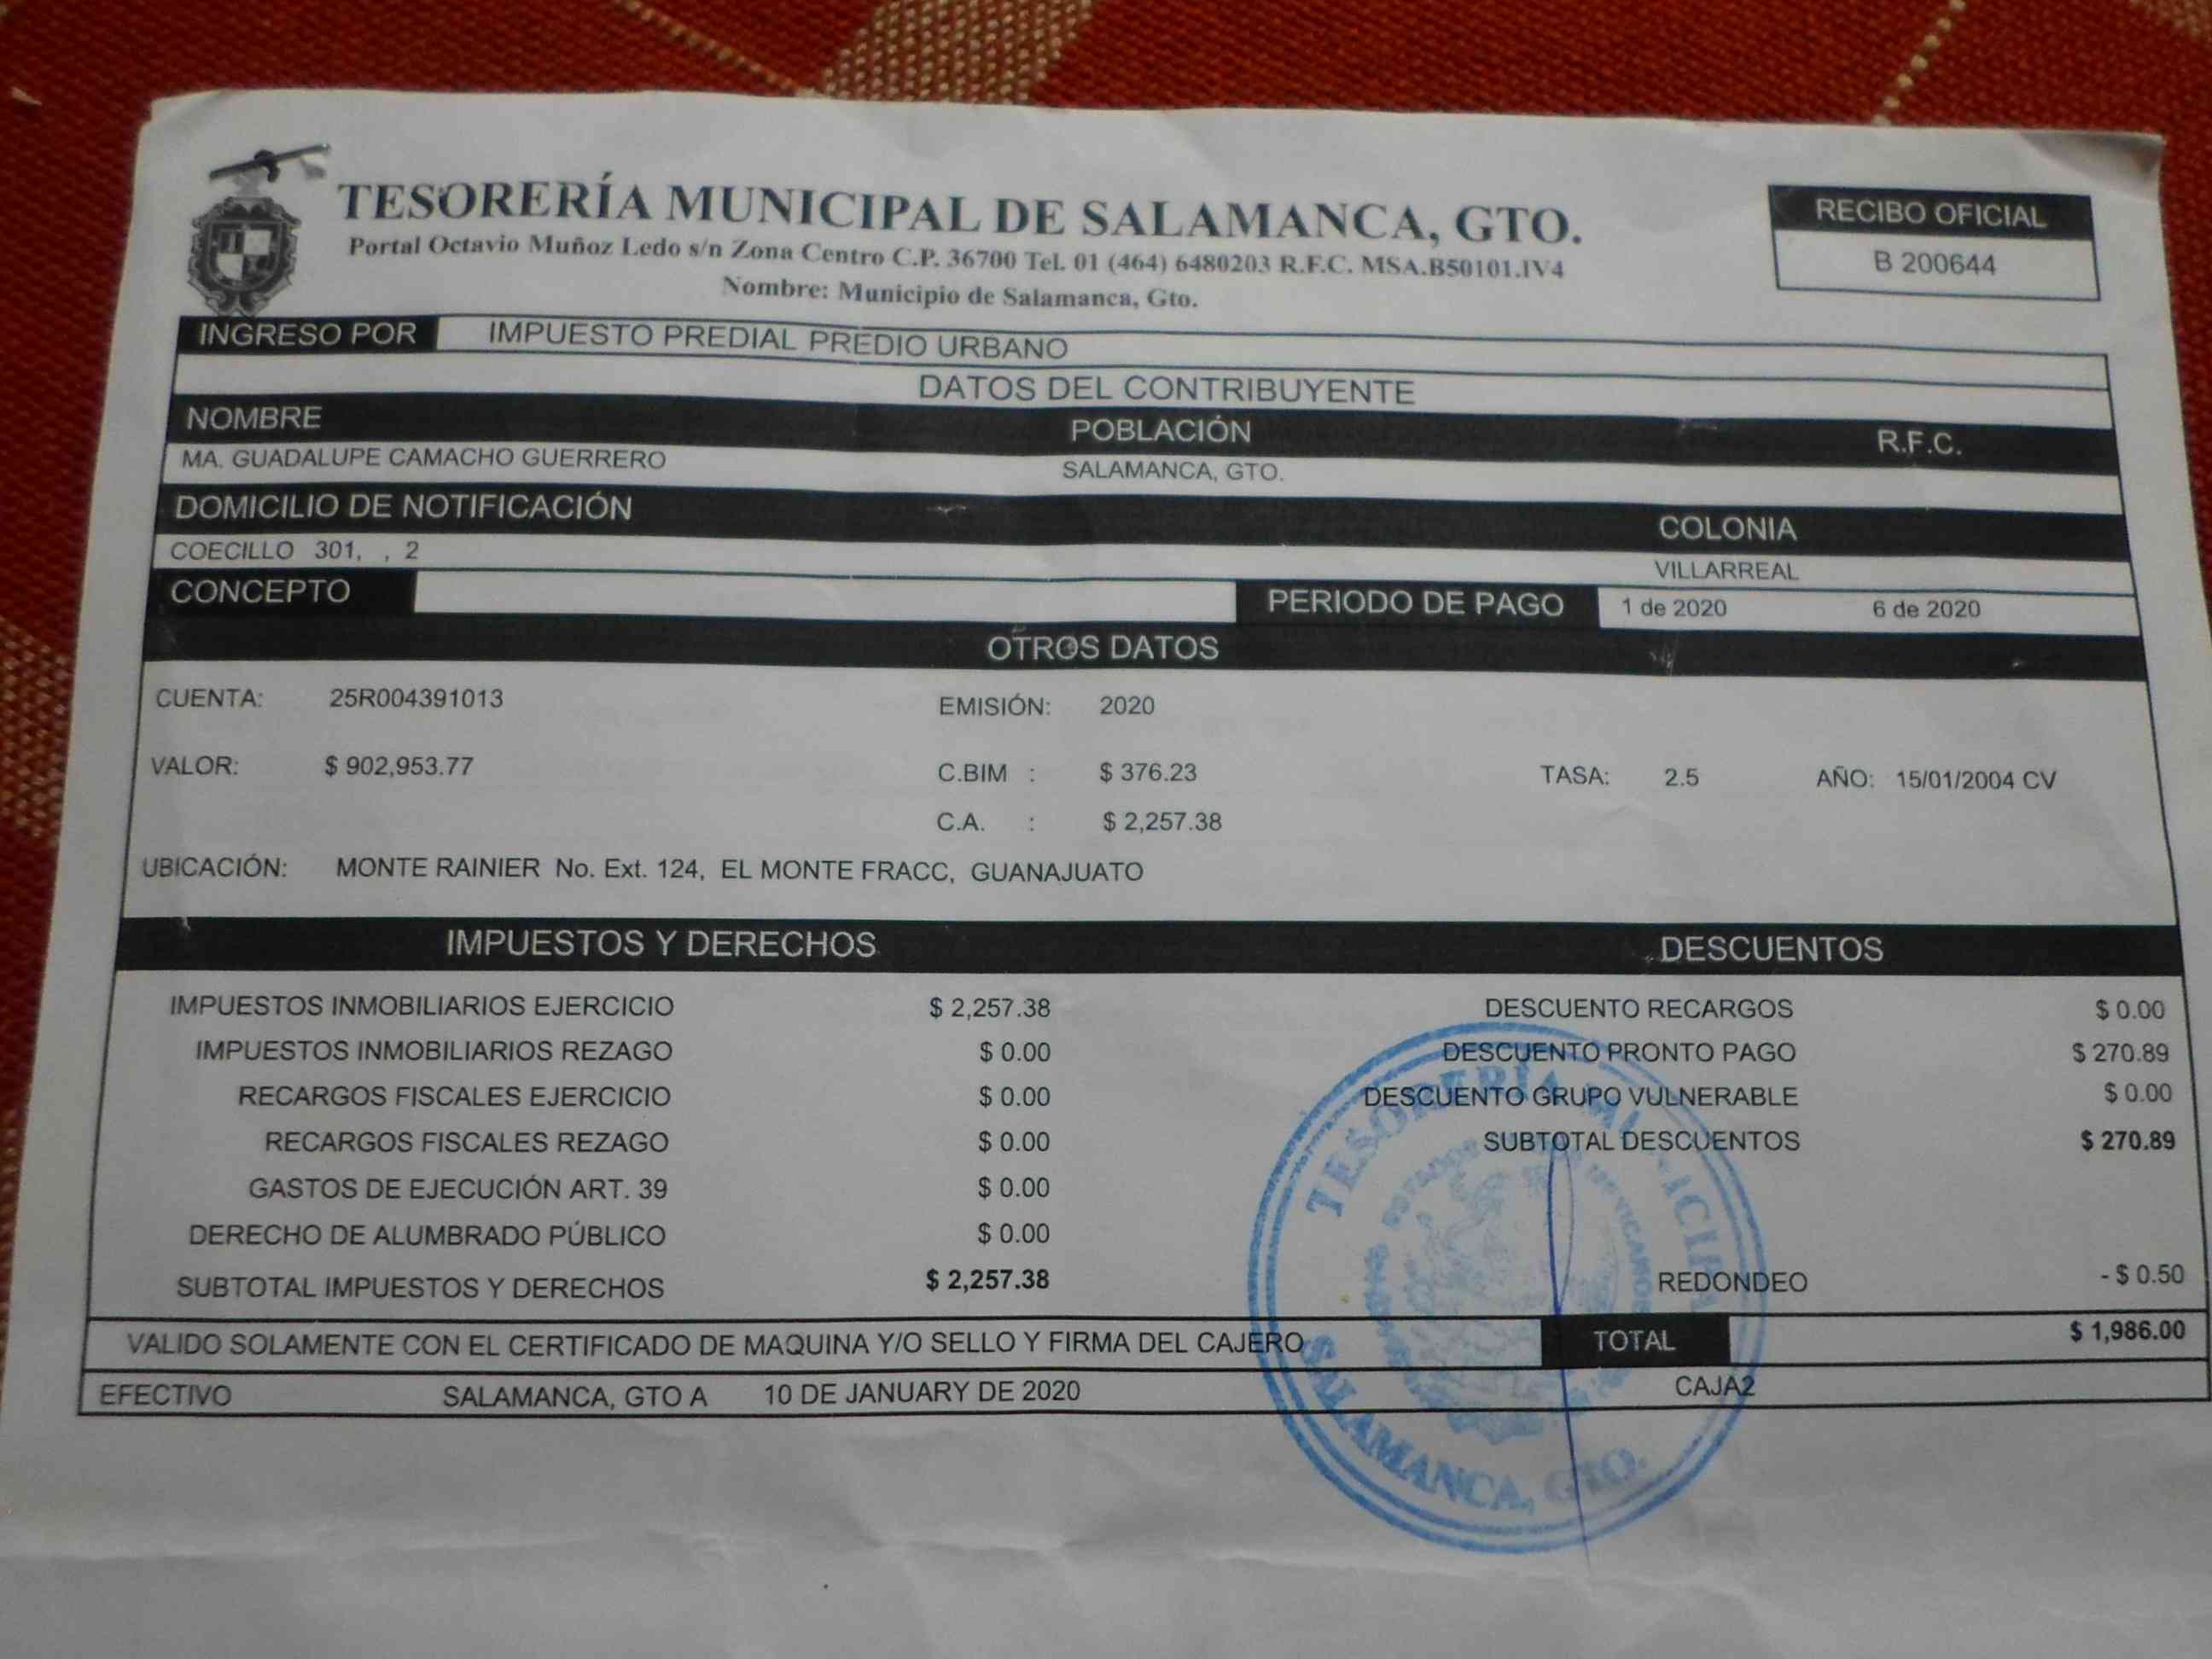 TESORERÍA MUNICIPAL DE SALAMANCA, GTO.
Portal Octavio Muñoz Ledo s/n Zona Centro C.P. 36700 Tel. 01 (464) 6480203 R.F.C. MSA.B50101.IV4
Nombre: Municipio de Salamanca, Gto.
RECIBO OFICIAL
B 200644
INGRESO POR IMPUESTO PREDIAL PREDIO URBANO
DATOS DEL CONTRIBUYENTE
NOMBRE POBLACIÓN R.F.C.
MA. GUADALUPE CAMACHO GUERRERO SALAMANCA, GTO.
DOMICILIO DE NOTIFICACIÓN COLONIA
COECILLO 301, , 2 VILLARREAL
CONCEPTO PERIODO DE PAGO 1 de 2020 6 de 2020
OTROS DATOS
CUENTA: 25R004391013 EMISIÓN: 2020
VALOR: $ 902,953.77 C.BIM : $ 376.23 TASA: 2.5 AÑO: 15/01/2004 CV
C.A. : $ 2,257.38
UBICACIÓN: MONTE RAINIER No. Ext. 124, EL MONTE FRACC, GUANAJUATO
IMPUESTOS Y DERECHOS DESCUENTOS
IMPUESTOS INMOBILIARIOS EJERCICIO $ 2,257.38 DESCUENTO RECARGOS $ 0.00
IMPUESTOS INMOBILIARIOS REZAGO $ 0.00 DESCUENTO PRONTO PAGO $ 270.89
RECARGOS FISCALES EJERCICIO $ 0.00 DESCUENTO GRUPO VULNERABLE $ 0.00
RECARGOS FISCALES REZAGO $ 0.00 SUBTOTAL DESCUENTOS $ 270.89
GASTOS DE EJECUCIÓN ART. 39 $ 0.00
DERECHO DE ALUMBRADO PÚBLICO $ 0.00
SUBTOTAL IMPUESTOS Y DERECHOS $ 2,257.38 REDONDEO - $ 0.50
VALIDO SOLAMENTE CON EL CERTIFICADO DE MAQUINA Y/O SELLO Y FIRMA DEL CAJERO TOTAL $ 1,986.00
EFECTIVO SALAMANCA, GTO A 10 DE JANUARY DE 2020 CAJA2
TESORERÍA
SALAMANCA, GTO.